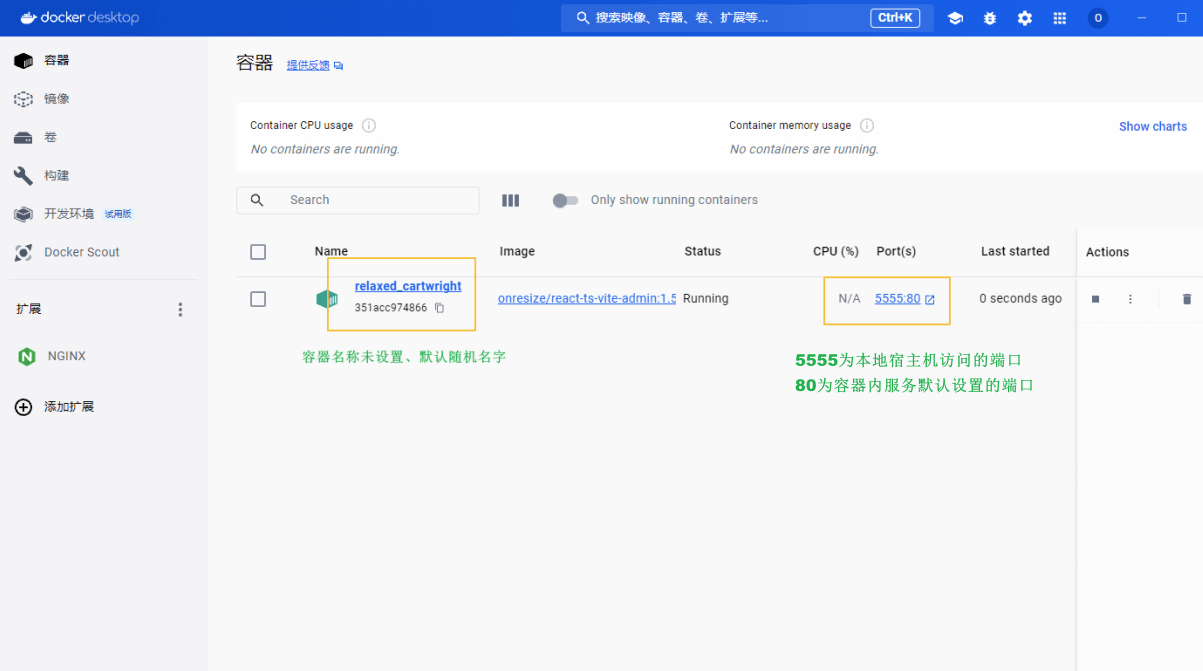 docker desktop
搜索映像、容器、卷、扩展等...
Ctrl+K
O
容器
镜像
卷
构建
开发环境 试用版
Docker Scout
扩展
NGINX
添加扩展
容器 提供反馈
Container CPU usage
No containers are running.
Container memory usage
No containers are running.
Show charts
Search
Only show running containers
Name Image Status CPU (%) Port(s) Last started Actions
relaxed_cartwright
351acc974866
onresize/react-ts-vite-admin:1.5 Running N/A 5555:80 0 seconds ago
容器名称未设置、默认随机名字
5555为本地宿主机访问的端口
80为容器内服务默认设置的端口